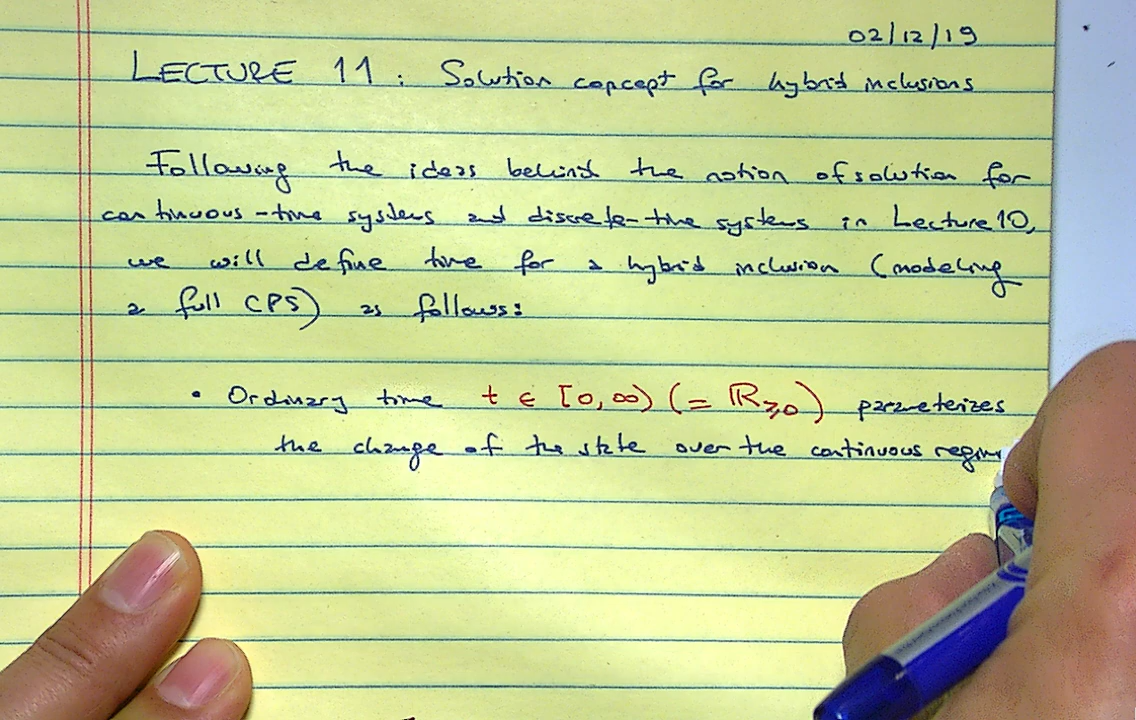 02/12/19
LECTURE 11: Solution concept for hybrid inclusions
Following the ideas behind the notion of solution for
continuous-time systems and discrete-time systems in Lecture 10,
we will define time for a hybrid inclusion (modeling
a full CPS) as follows:
• Ordinary time t ∈ [0,∞) (= ℝ≥0) parameterizes
the change of the state over the continuous regim